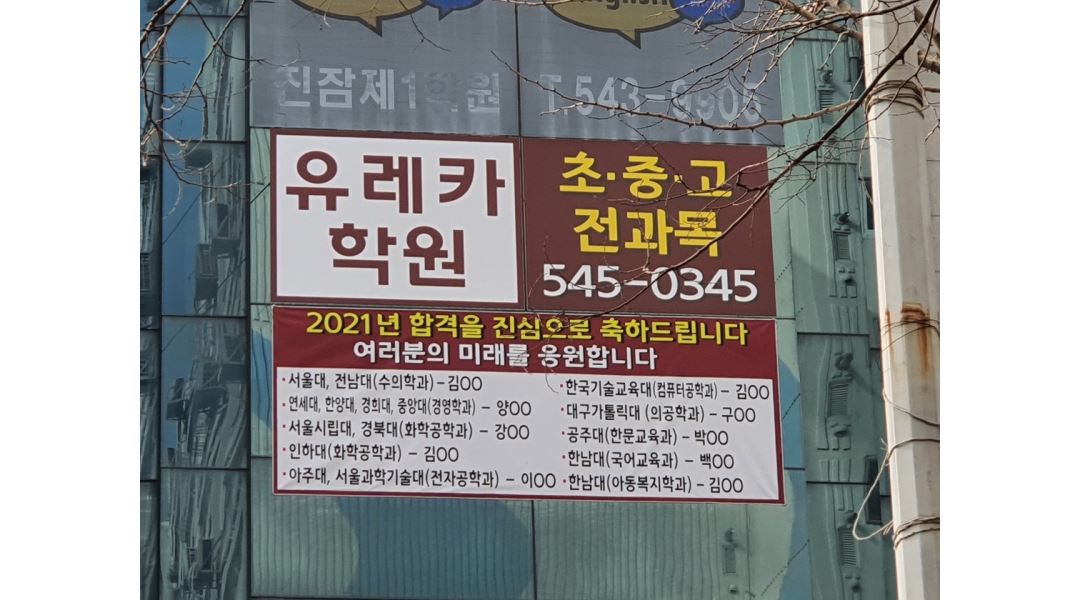 진잠제1학원 T.543-9905
유레카
학원
초·중·고
전과목
545-0345
2021년 합격을 진심으로 축하드립니다
여러분의 미래를 응원합니다
·서울대, 전남대(수의학과)-김OO
·연세대, 한양대, 경희대, 중앙대(경영학과) - 양OO
·서울시립대, 경북대(화학공학과) - 강OO
·인하대(화학공학과) - 김OO
·아주대, 서울과학기술대(전자공학과) - 이OO
·한국기술교육대(컴퓨터공학과) - 김OO
·대구가톨릭대 (의공학과) - 구OO
·공주대(한문교육과) - 박OO
·한남대(국어교육과) - 백OO
·한남대(아동복지학과) - 김OO